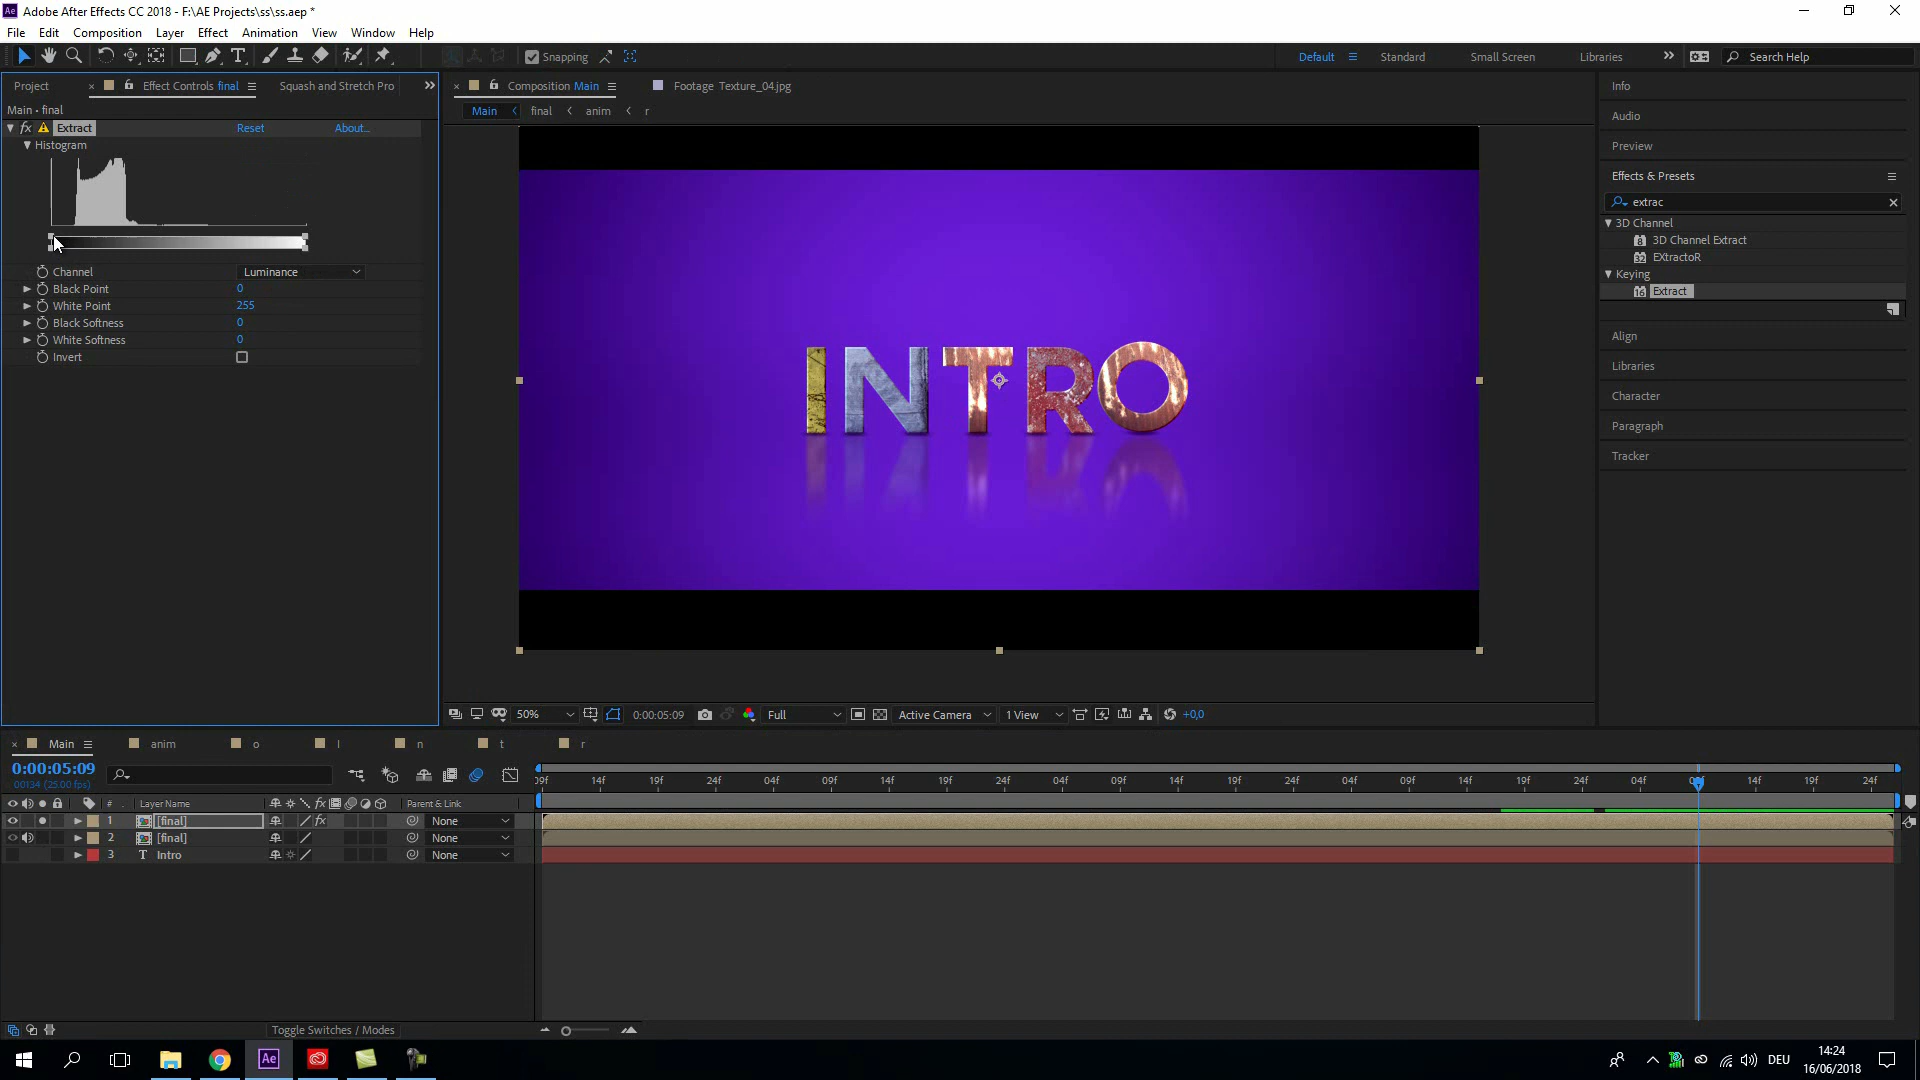 Ae Adobe After Effects CC 2018 - F:\AE Projects\ss\ss.aep *
File Edit Composition Layer Effect Animation View Window Help
Snapping Default Standard Small Screen Libraries Search Help
Project Effect Controls final Squash and Stretch Pro
Composition Main Footage Texture_04.jpg
Main • final
Main final anim r
fx Extract Reset About...
Histogram
Channel Luminance
Black Point 0
White Point 255
Black Softness 0
White Softness 0
Invert
INTRO
Info
Audio
Preview
Effects & Presets
extrac
3D Channel
3D Channel Extract
EXtractoR
Keying
Extract
Align
Libraries
Character
Paragraph
Tracker
50% 0:00:05:09 Full Active Camera 1 View +0,0
Main anim o I n t r
0:00:05:09
00134 (25.00 fps)
09f 14f 19f 24f 04f 09f 14f 19f 24f 04f 09f 14f 19f 24f 04f 09f 14f 19f 24f 04f 14f 19f 24f
# Layer Name fx Parent & Link
1 [final] fx None
2 [final] None
3 T Intro None
Toggle Switches / Modes
Ae DEU 14:24
16/06/2018